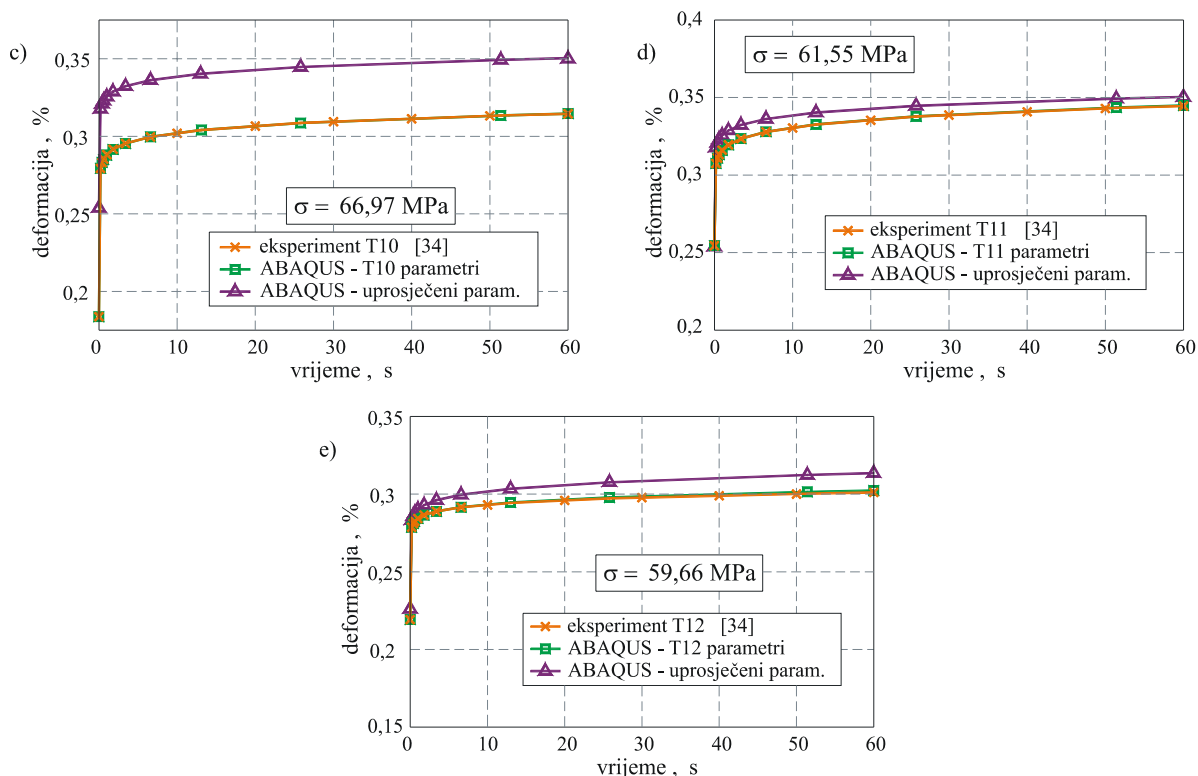 c)
0,35
0,3
0,25
0,2
deformacija , %
σ = 66,97 MPa
eksperiment T10 [34]
ABAQUS - T10 parametri
ABAQUS - uprosječeni param.
0 10 20 30 40 50 60
vrijeme , s
d)
0,4
0,35
0,3
0,25
0,2
deformacija , %
σ = 61,55 MPa
eksperiment T11 [34]
ABAQUS - T11 parametri
ABAQUS - uprosječeni param.
0 10 20 30 40 50 60
vrijeme , s
e)
0,35
0,3
0,25
0,2
0,15
deformacija , %
σ = 59,66 MPa
eksperiment T12 [34]
ABAQUS - T12 parametri
ABAQUS - uprosječeni param.
0 10 20 30 40 50 60
vrijeme , s